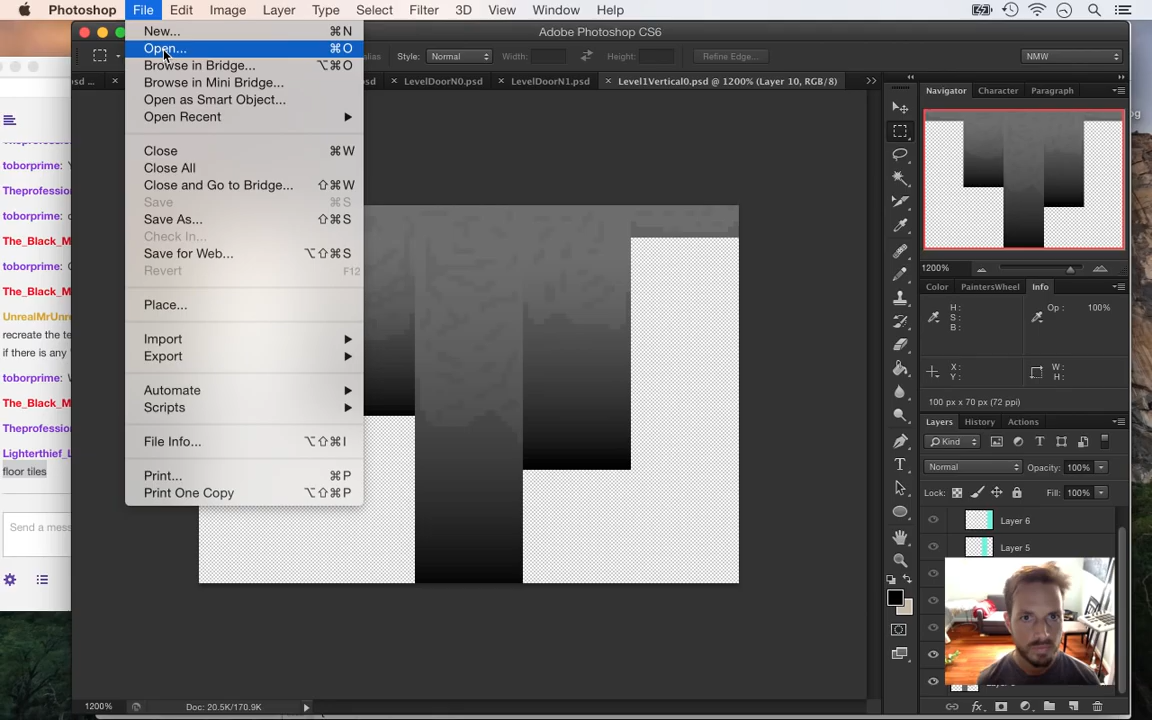 Photoshop File Edit Image Layer Type Select Filter 3D View Window Help
Adobe Photoshop CS6
Style: Normal Width: Height: Refine Edge... NMW
LevelDoorN0.psd LevelDoorN1.psd Level1Vertical0.psd @ 1200% (Layer 10, RGB/8)
New... ⌘N
Open... ⌘O
Browse in Bridge... ⌥⌘O
Browse in Mini Bridge...
Open as Smart Object...
Open Recent
Close ⌘W
Close All
Close and Go to Bridge... ⇧⌘W
Save ⌘S
Save As... ⇧⌘S
Check In...
Save for Web... ⌥⇧⌘S
Revert F12
Place...
Import
Export
Automate
Scripts
File Info... ⌥⇧⌘I
Print... ⌘P
Print One Copy ⌥⇧⌘P
toborprime:
Theprofession
toborprime:
The_Black_M
toborprime:
The_Black_M
UnrealMrUnr
recreate the te
if there is any
toborprime:
The_Black_M
Theprofession
Lighterthief_L
floor tiles
Send a mess
1200% Doc: 20.5K/170.9K
Navigator Character Paragraph
1200%
Color PaintersWheel Info
H: Op: 100%
S:
B:
X: W:
Y: H:
100 px x 70 px (72 ppi)
Layers History Actions
Kind
Normal Opacity: 100%
Lock: Fill: 100%
Layer 6
Layer 5